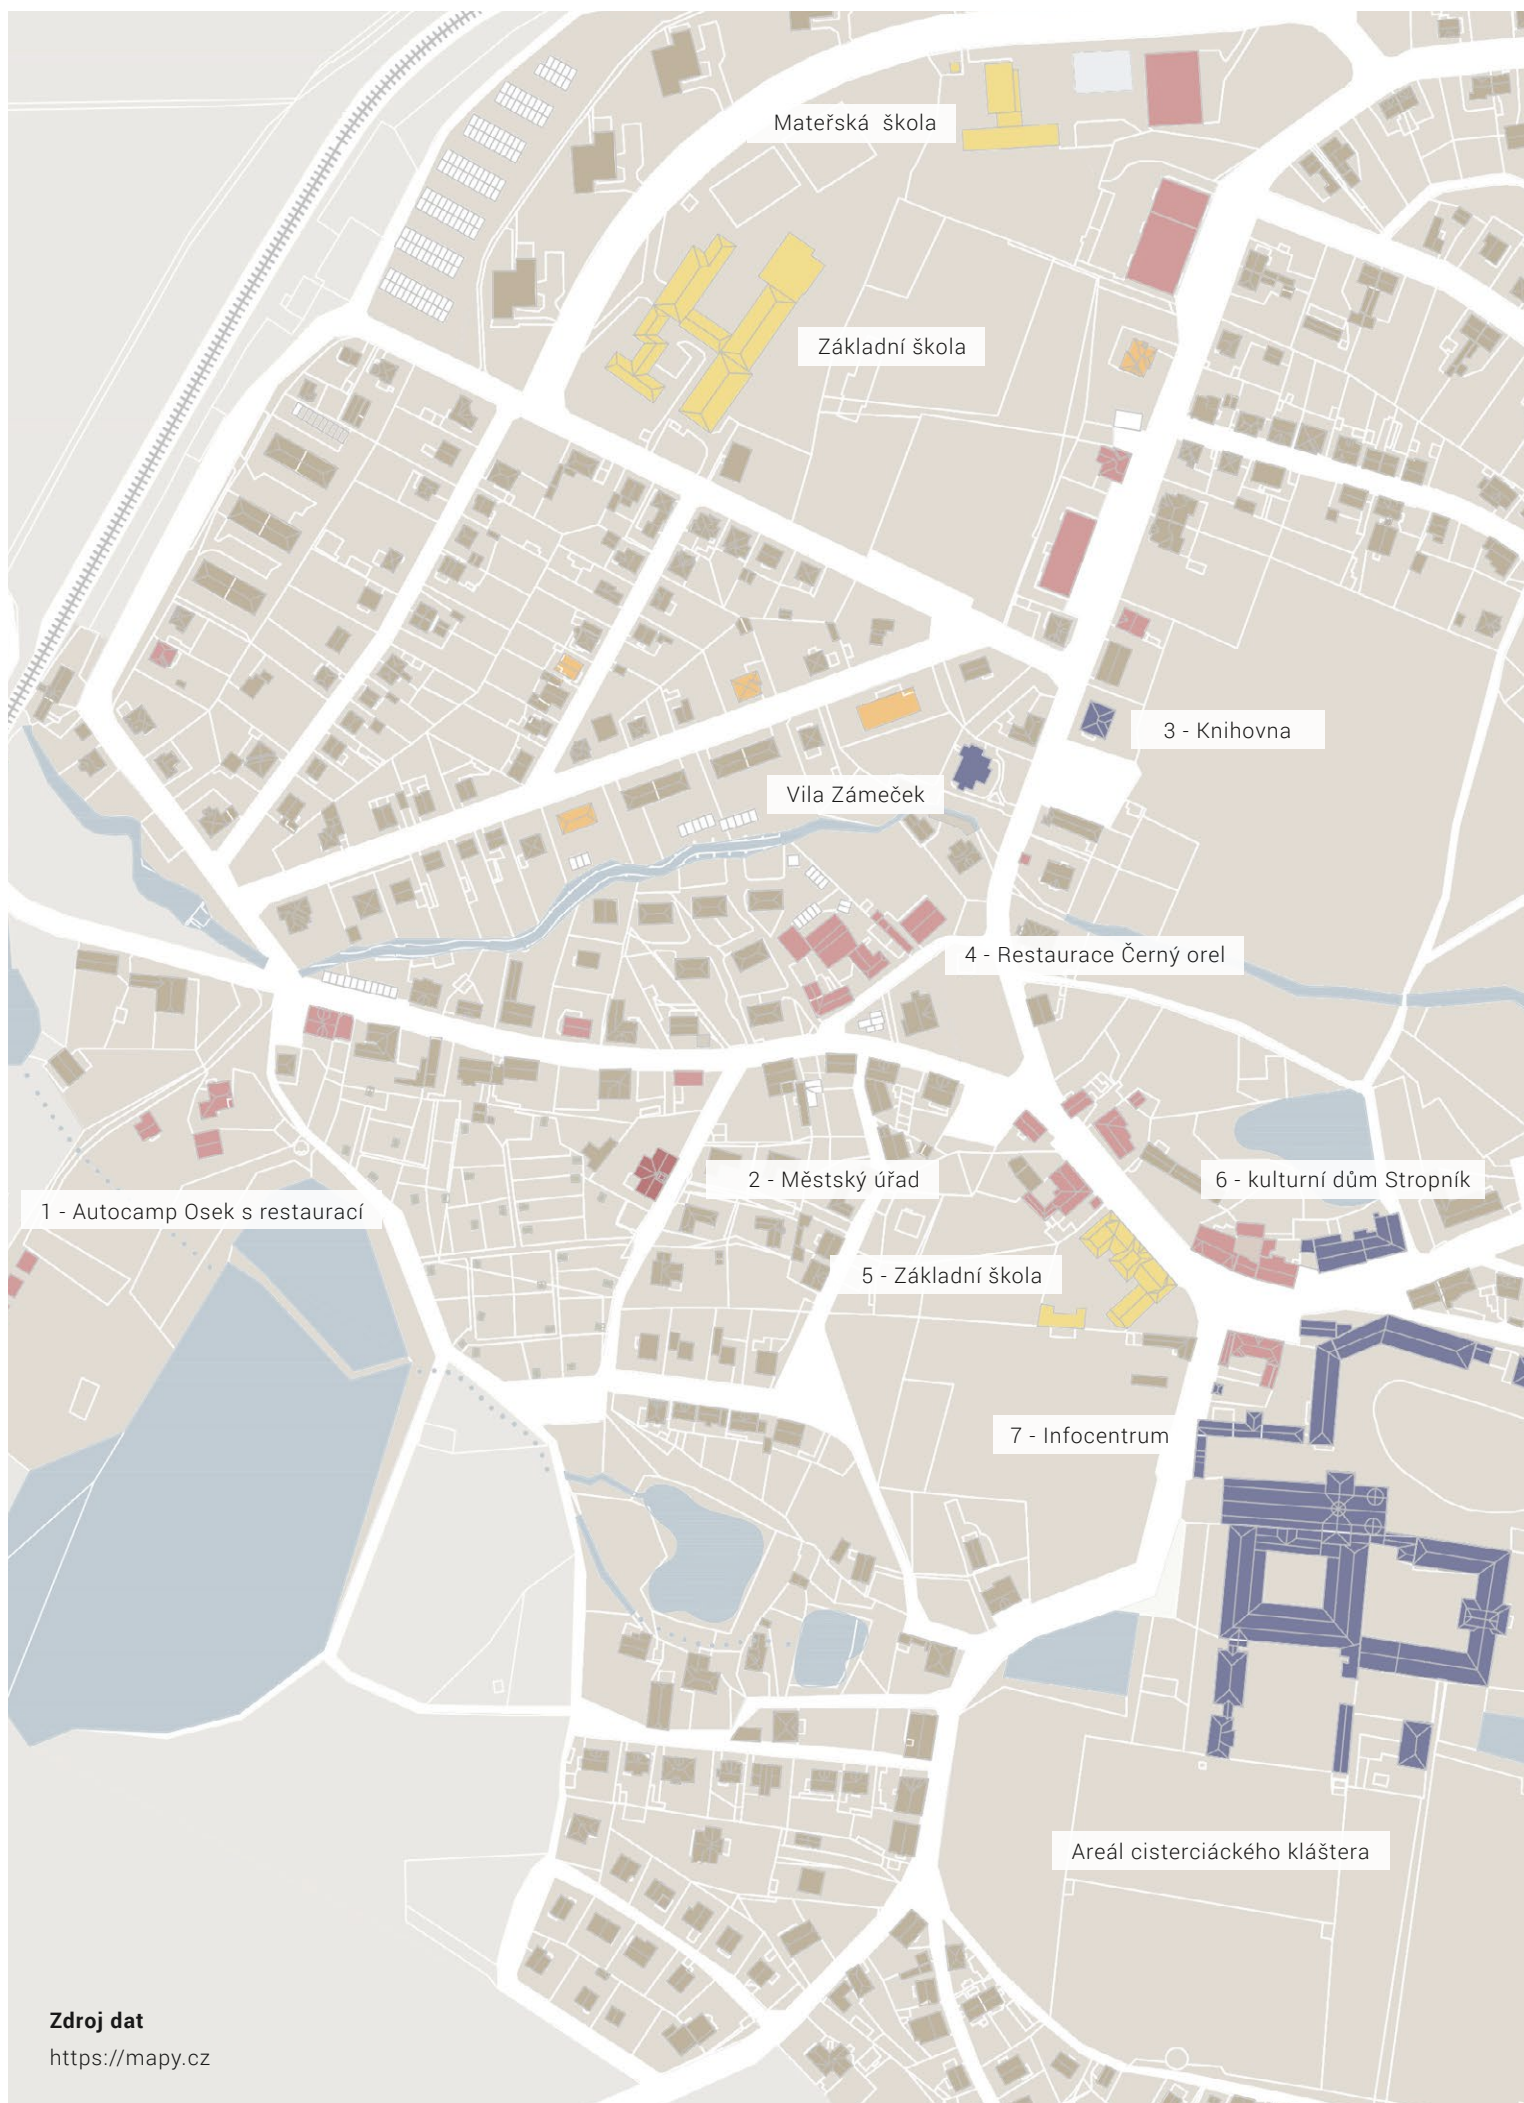 Mateřská škola
Základní škola
3 - Knihovna
Vila Zámeček
4 - Restaurace Černý orel
2 - Městský úřad
6 - kulturní dům Stropník
1 - Autocamp Osek s restaurací
5 - Základní škola
7 - Infocentrum
Areál cisterciáckého kláštera
Zdroj dat
https://mapy.cz